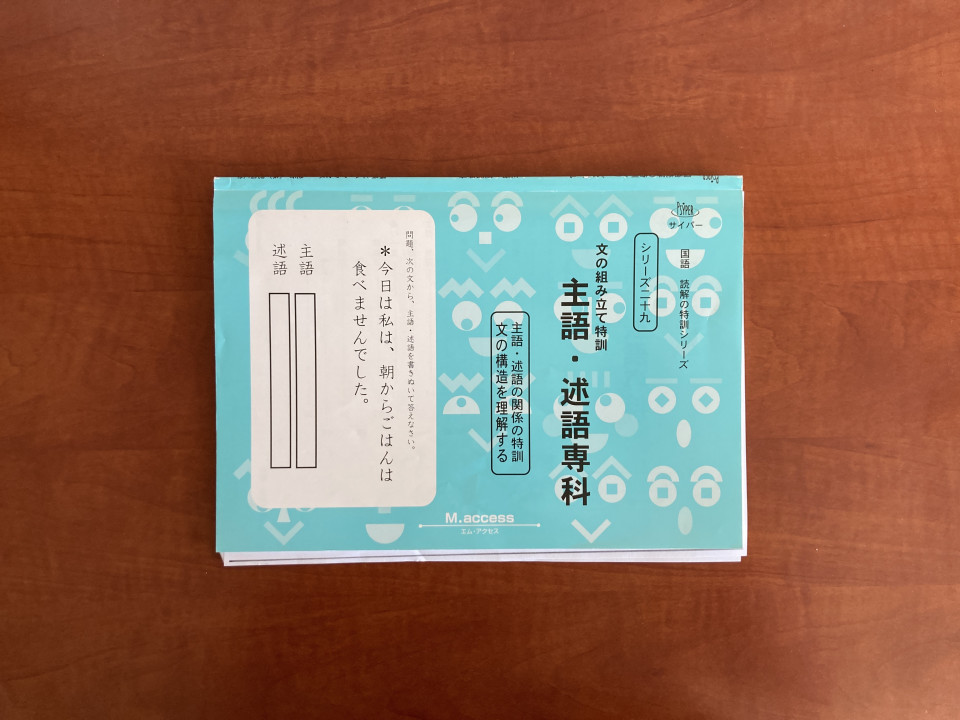 PSYPER
サイバー
国語 読解の特訓シリーズ
シリーズ二十九
文の組み立て特訓
主語・述語専科
主語・述語の関係の特訓
文の構造を理解する
問題、次の文から、主語・述語を書きぬいて答えなさい。
＊今日は私は、朝からごはんは
食べませんでした。
主語
述語
M.access
エム・アクセス